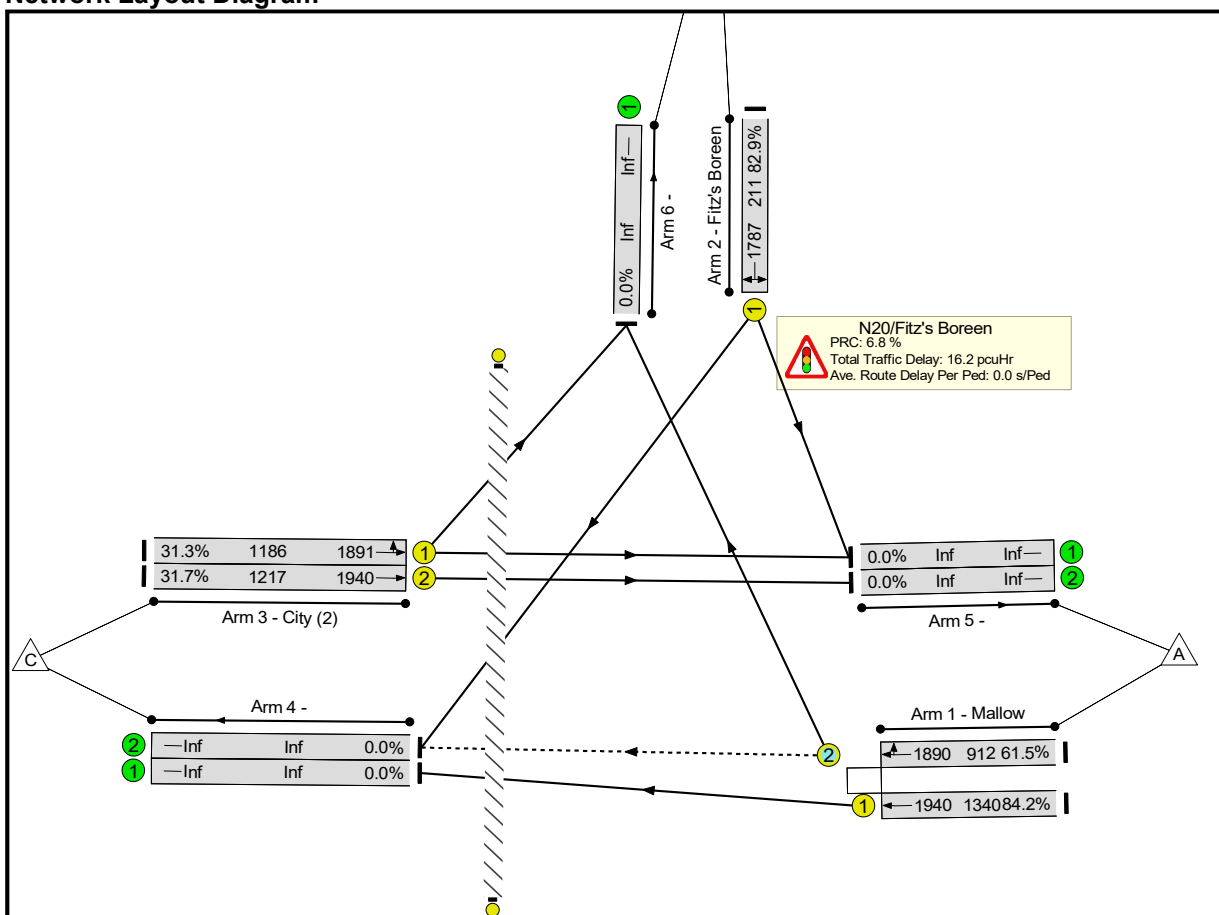 Network Layout Diagram
1
Inf
Inf
0.0%
Arm 6 -
Arm 2 - Fitz's Boreen
1787 211 82.9%
1
N20/Fitz's Boreen
PRC: 6.8 %
Total Traffic Delay: 16.2 pcuHr
Ave. Route Delay Per Ped: 0.0 s/Ped
31.3% 1186 1891 1
31.7% 1217 1940 2
Arm 3 - City (2)
0.0% Inf Inf 1
0.0% Inf Inf 2
Arm 5 -
C
A
Arm 4 -
2 Inf Inf 0.0%
1 Inf Inf 0.0%
Arm 1 - Mallow
2 1890 912 61.5%
1 1940 1340 84.2%